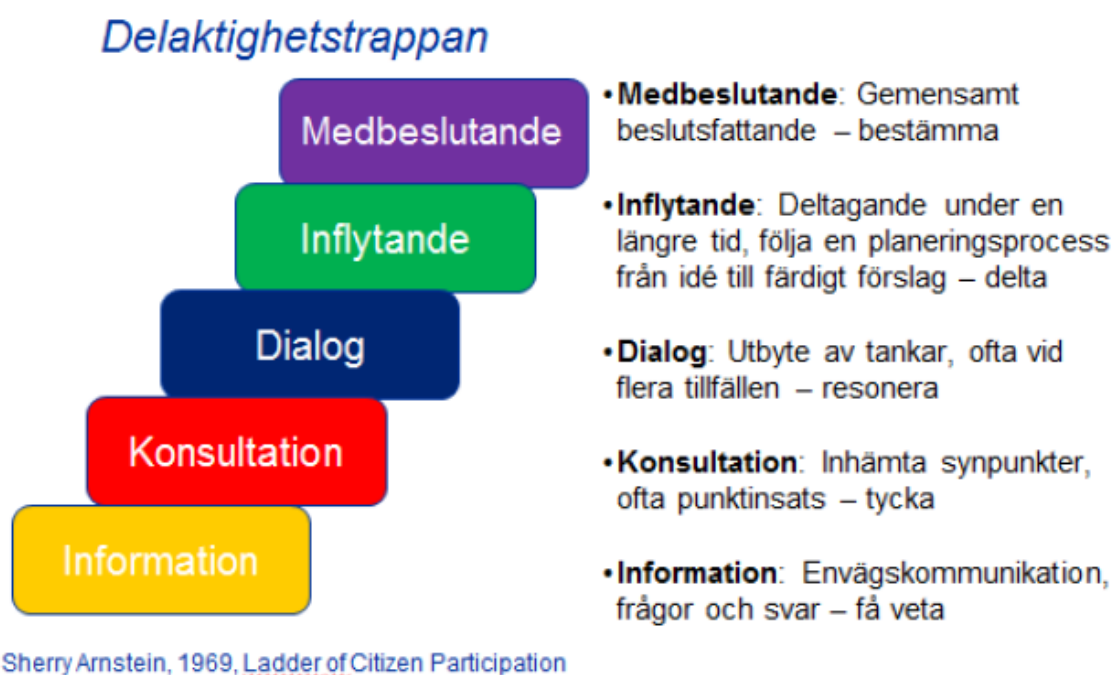 Delaktighetstrappan
Medbeslutande
Inflytande
Dialog
Konsultation
Information
•Medbeslutande: Gemensamt
beslutsfattande – bestämma
•Inflytande: Deltagande under en
längre tid, följa en planeringsprocess
från idé till färdigt förslag – delta
•Dialog: Utbyte av tankar, ofta vid
flera tillfällen – resonera
•Konsultation: Inhämta synpunkter,
ofta punktinsats – tycka
•Information: Envägskommunikation,
frågor och svar – få veta
Sherry Arnstein, 1969, Ladder of Citizen Participation